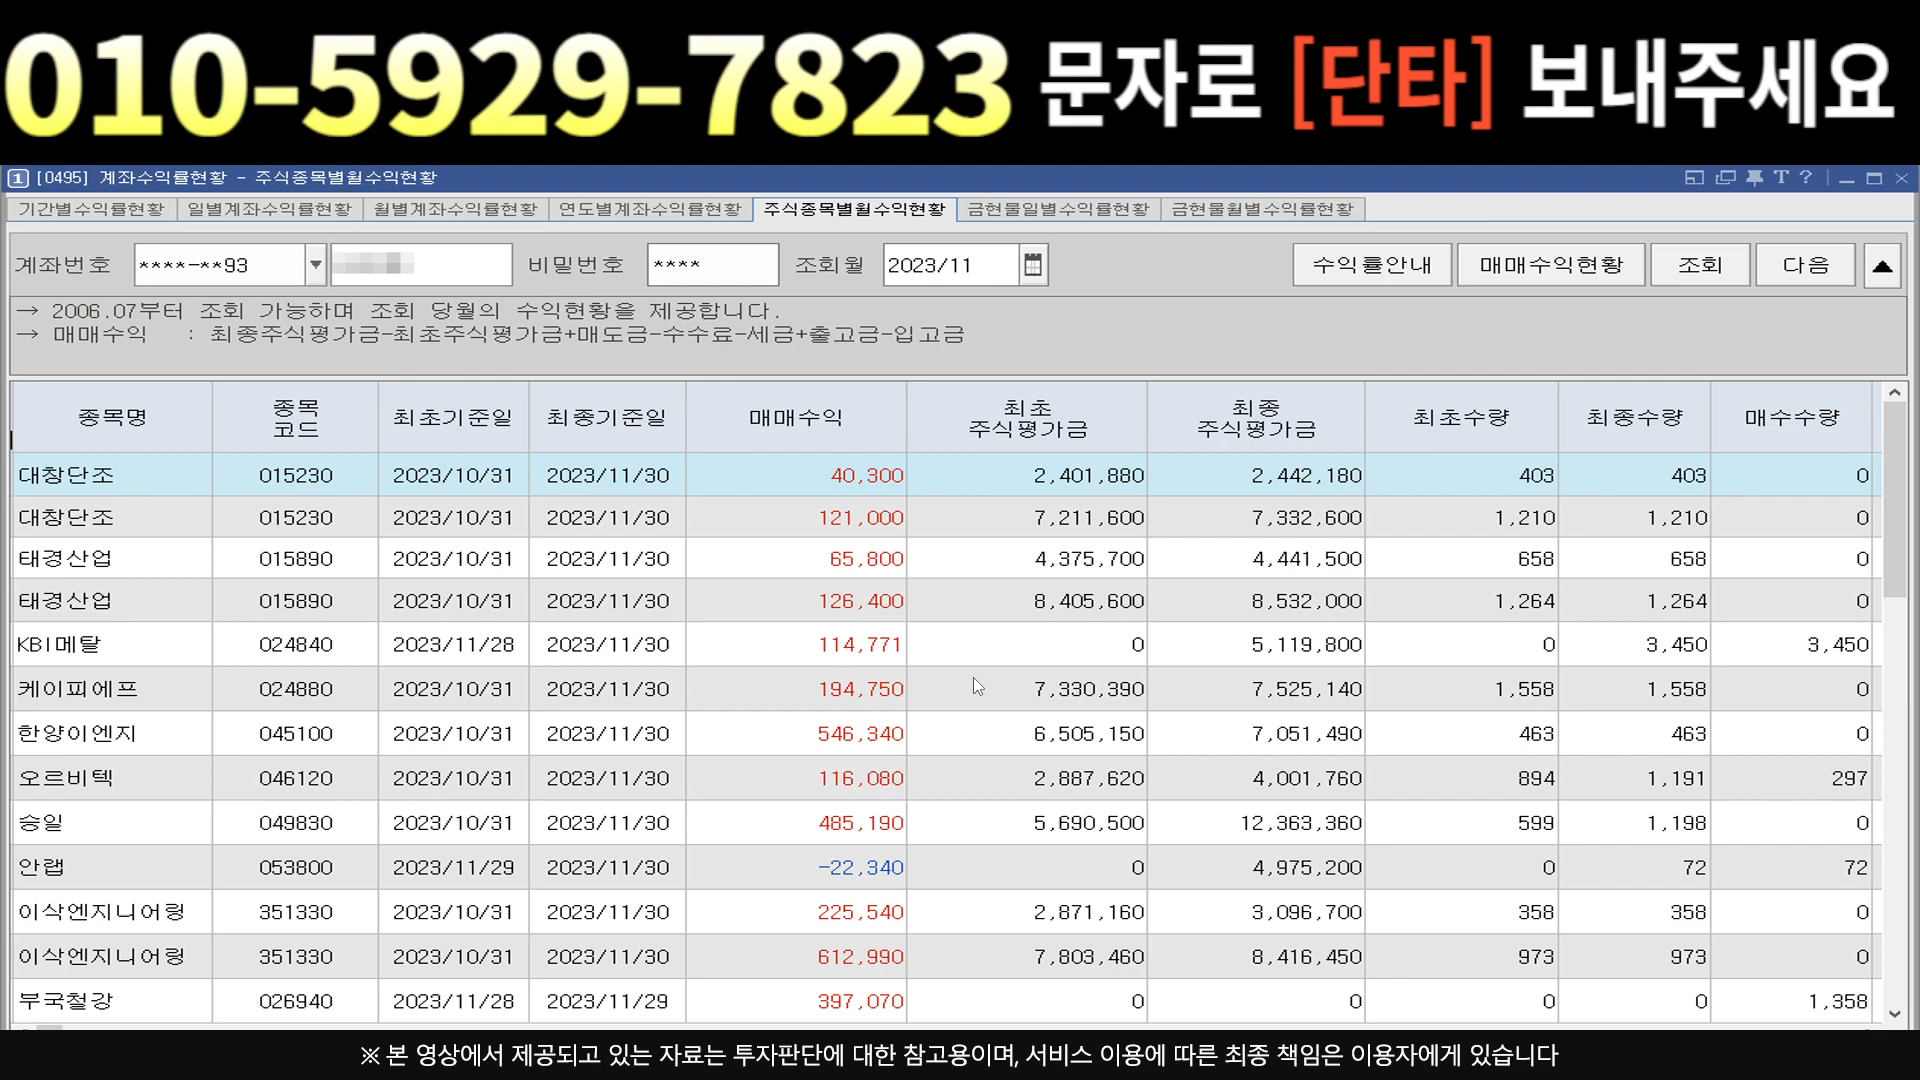 010-5929-7823 문자로 [단타] 보내주세요
1 [0495] 계좌수익률현황 - 주식종목별월수익현황
기간별수익률현황 일별계좌수익률현황 월별계좌수익률현황 연도별계좌수익률현황 주식종목별월수익현황 금현물일별수익률현황 금현물월별수익률현황
계좌번호 ****-**93 비밀번호 **** 조회월 2023/11 수익률안내 매매수익현황 조회 다음
→ 2006.07부터 조회 가능하며 조회 당월의 수익현황을 제공합니다.
→ 매매수익 : 최종주식평가금-최초주식평가금+매도금-수수료-세금+출고금-입고금
종목명 종목코드 최초기준일 최종기준일 매매수익 최초주식평가금 최종주식평가금 최초수량 최종수량 매수수량
대창단조 015230 2023/10/31 2023/11/30 40,300 2,401,880 2,442,180 403 403 0
대창단조 015230 2023/10/31 2023/11/30 121,000 7,211,600 7,332,600 1,210 1,210 0
태경산업 015890 2023/10/31 2023/11/30 65,800 4,375,700 4,441,500 658 658 0
태경산업 015890 2023/10/31 2023/11/30 126,400 8,405,600 8,532,000 1,264 1,264 0
KBI메탈 024840 2023/11/28 2023/11/30 114,771 0 5,119,800 0 3,450 3,450
케이피에프 024880 2023/10/31 2023/11/30 194,750 7,330,390 7,525,140 1,558 1,558 0
한양이엔지 045100 2023/10/31 2023/11/30 546,340 6,505,150 7,051,490 463 463 0
오르비텍 046120 2023/10/31 2023/11/30 116,080 2,887,620 4,001,760 894 1,191 297
승일 049830 2023/10/31 2023/11/30 485,190 5,690,500 12,363,360 599 1,198 0
안랩 053800 2023/11/29 2023/11/30 -22,340 0 4,975,200 0 72 72
이삭엔지니어링 351330 2023/10/31 2023/11/30 225,540 2,871,160 3,096,700 358 358 0
이삭엔지니어링 351330 2023/10/31 2023/11/30 612,990 7,803,460 8,416,450 973 973 0
부국철강 026940 2023/11/28 2023/11/29 397,070 0 0 0 0 1,358
※ 본 영상에서 제공되고 있는 자료는 투자판단에 대한 참고용이며, 서비스 이용에 따른 최종 책임은 이용자에게 있습니다